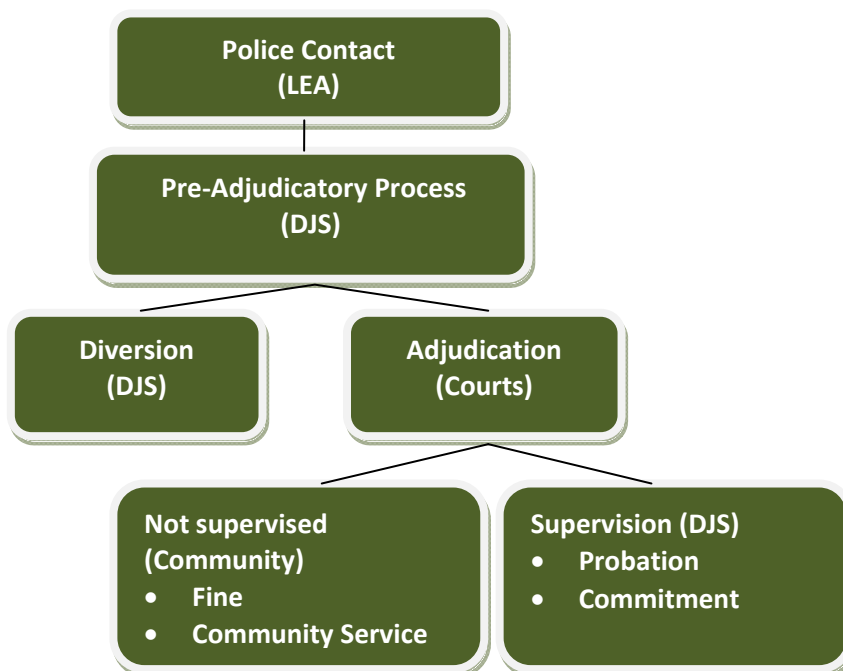 Police Contact
(LEA)
Pre-Adjudicatory Process
(DJS)
Diversion
(DJS)
Adjudication
(Courts)
Not supervised
(Community)
• Fine
• Community Service
Supervision (DJS)
• Probation
• Commitment